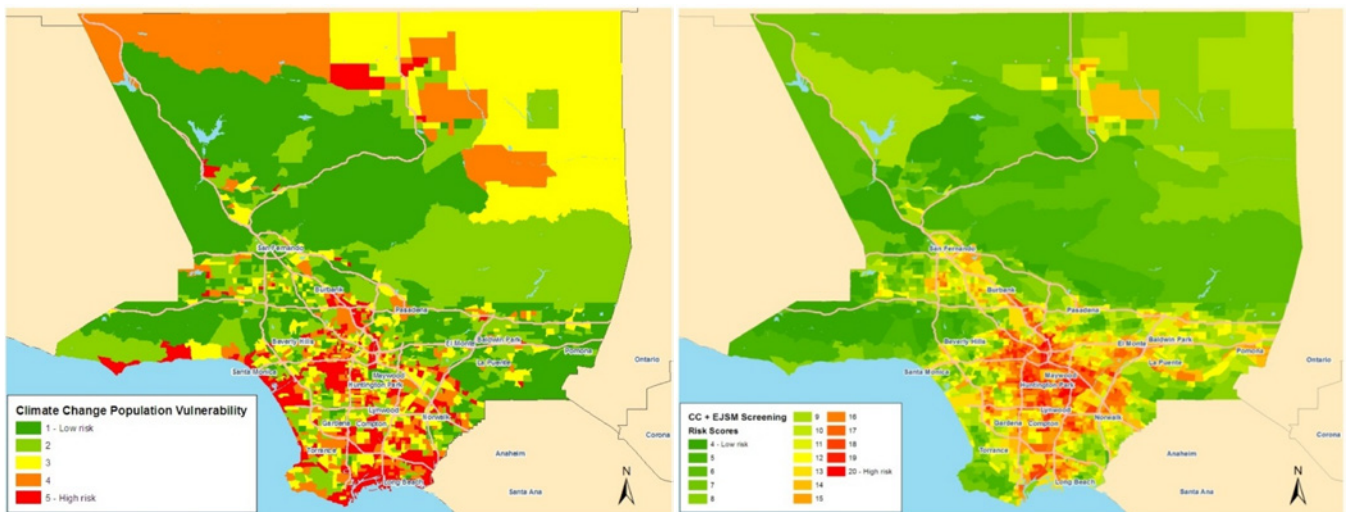 San Fernando
Burbank
Pasadena
Beverly Hills
El Monte
Baldwin Park
La Puente
Pomona
Ontario
Santa Monica
Maywood
Huntington Park
Lynwood
Norwalk
Gardena
Compton
Corona
Torrance
Anaheim
Long Beach
Santa Ana
N
Climate Change Population Vulnerability
1 - Low risk
2
3
4
5 - High risk
San Fernando
Burbank
Pasadena
Beverly Hills
El Monte
Baldwin Park
La Puente
Pomona
Ontario
Santa Monica
Maywood
Huntington Park
Lynwood
Norwalk
Gardena
Compton
Corona
Torrance
Anaheim
Long Beach
Santa Ana
N
CC + EJSM Screening
Risk Scores
4 - Low risk
5
6
7
8
9
10
11
12
13
14
15
16
17
18
19
20 - High risk